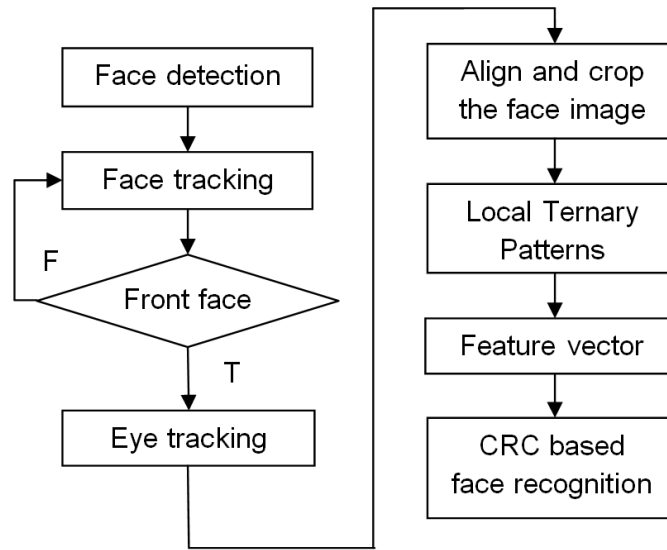 Face detection
Face tracking
F
Front face
T
Eye tracking
Align and crop
the face image
Local Ternary
Patterns
Feature vector
CRC based
face recognition